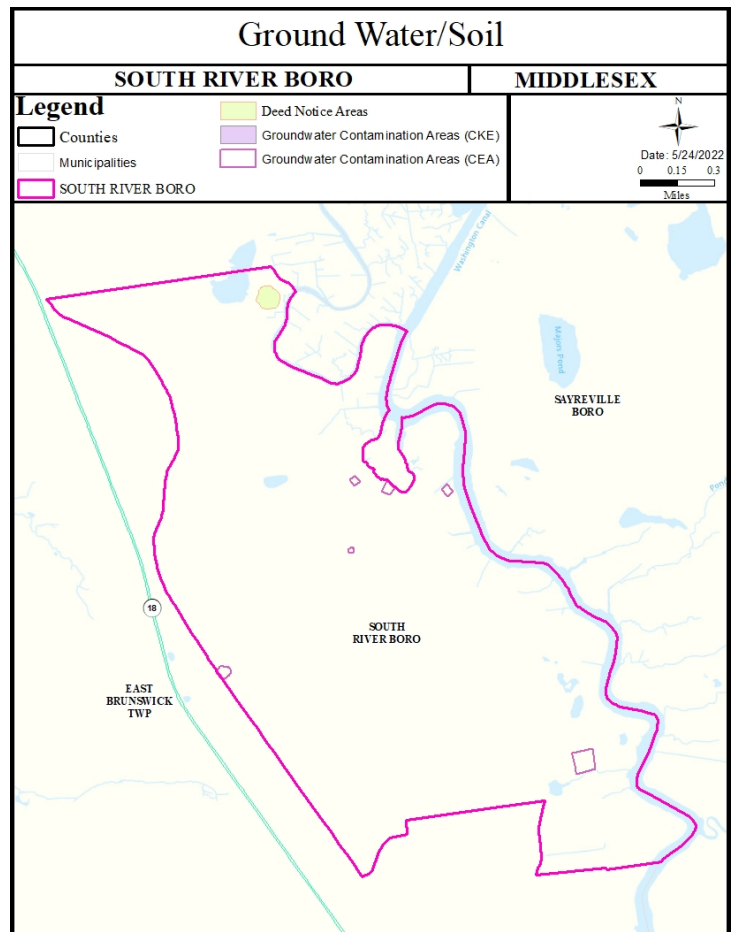 Ground Water/Soil
SOUTH RIVER BORO
MIDDLESEX
Legend
Counties
Municipalities
SOUTH RIVER BORO
Deed Notice Areas
Groundwater Contamination Areas (CKE)
Groundwater Contamination Areas (CEA)
N
Date: 5/24/2022
0 0.15 0.3
Miles
Washington Canal
Majors Pond
SAYREVILLE
BORO
18
SOUTH
RIVER BORO
EAST
BRUNSWICK
TWP